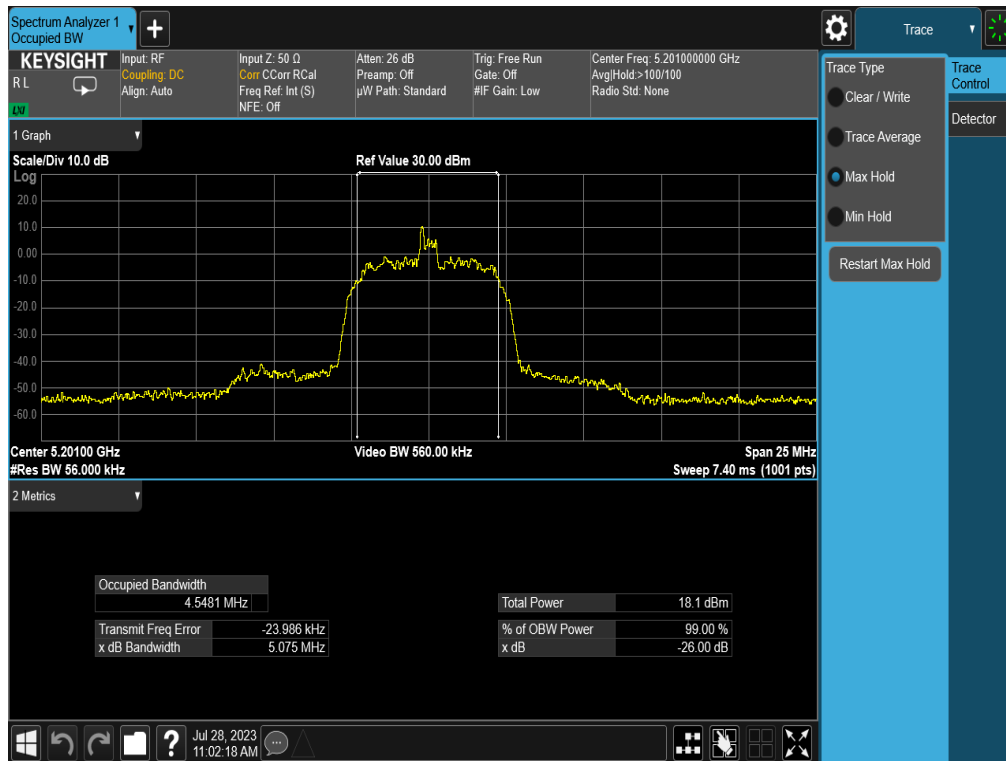 Spectrum Analyzer 1
Occupied BW
Trace
KEYSIGHT
R L
LXI
Input: RF
Coupling: DC
Align: Auto
Input Z: 50 Ω
Corr CCorr RCal
Freq Ref: Int (S)
NFE: Off
Atten: 26 dB
Preamp: Off
µW Path: Standard
Trig: Free Run
Gate: Off
#IF Gain: Low
Center Freq: 5.201000000 GHz
Avg|Hold:>100/100
Radio Std: None
Trace Type
Clear / Write
Trace Average
Max Hold
Min Hold
Restart Max Hold
Trace
Control
Detector
1 Graph
Scale/Div 10.0 dB
Ref Value 30.00 dBm
Log
20.0
10.0
0.00
-10.0
-20.0
-30.0
-40.0
-50.0
-60.0
Center 5.20100 GHz
Video BW 560.00 kHz
Span 25 MHz
#Res BW 56.000 kHz
Sweep 7.40 ms (1001 pts)
2 Metrics
Occupied Bandwidth
4.5481 MHz
Total Power 18.1 dBm
Transmit Freq Error -23.986 kHz
% of OBW Power 99.00 %
x dB Bandwidth 5.075 MHz
x dB -26.00 dB
?
Jul 28, 2023
11:02:18 AM